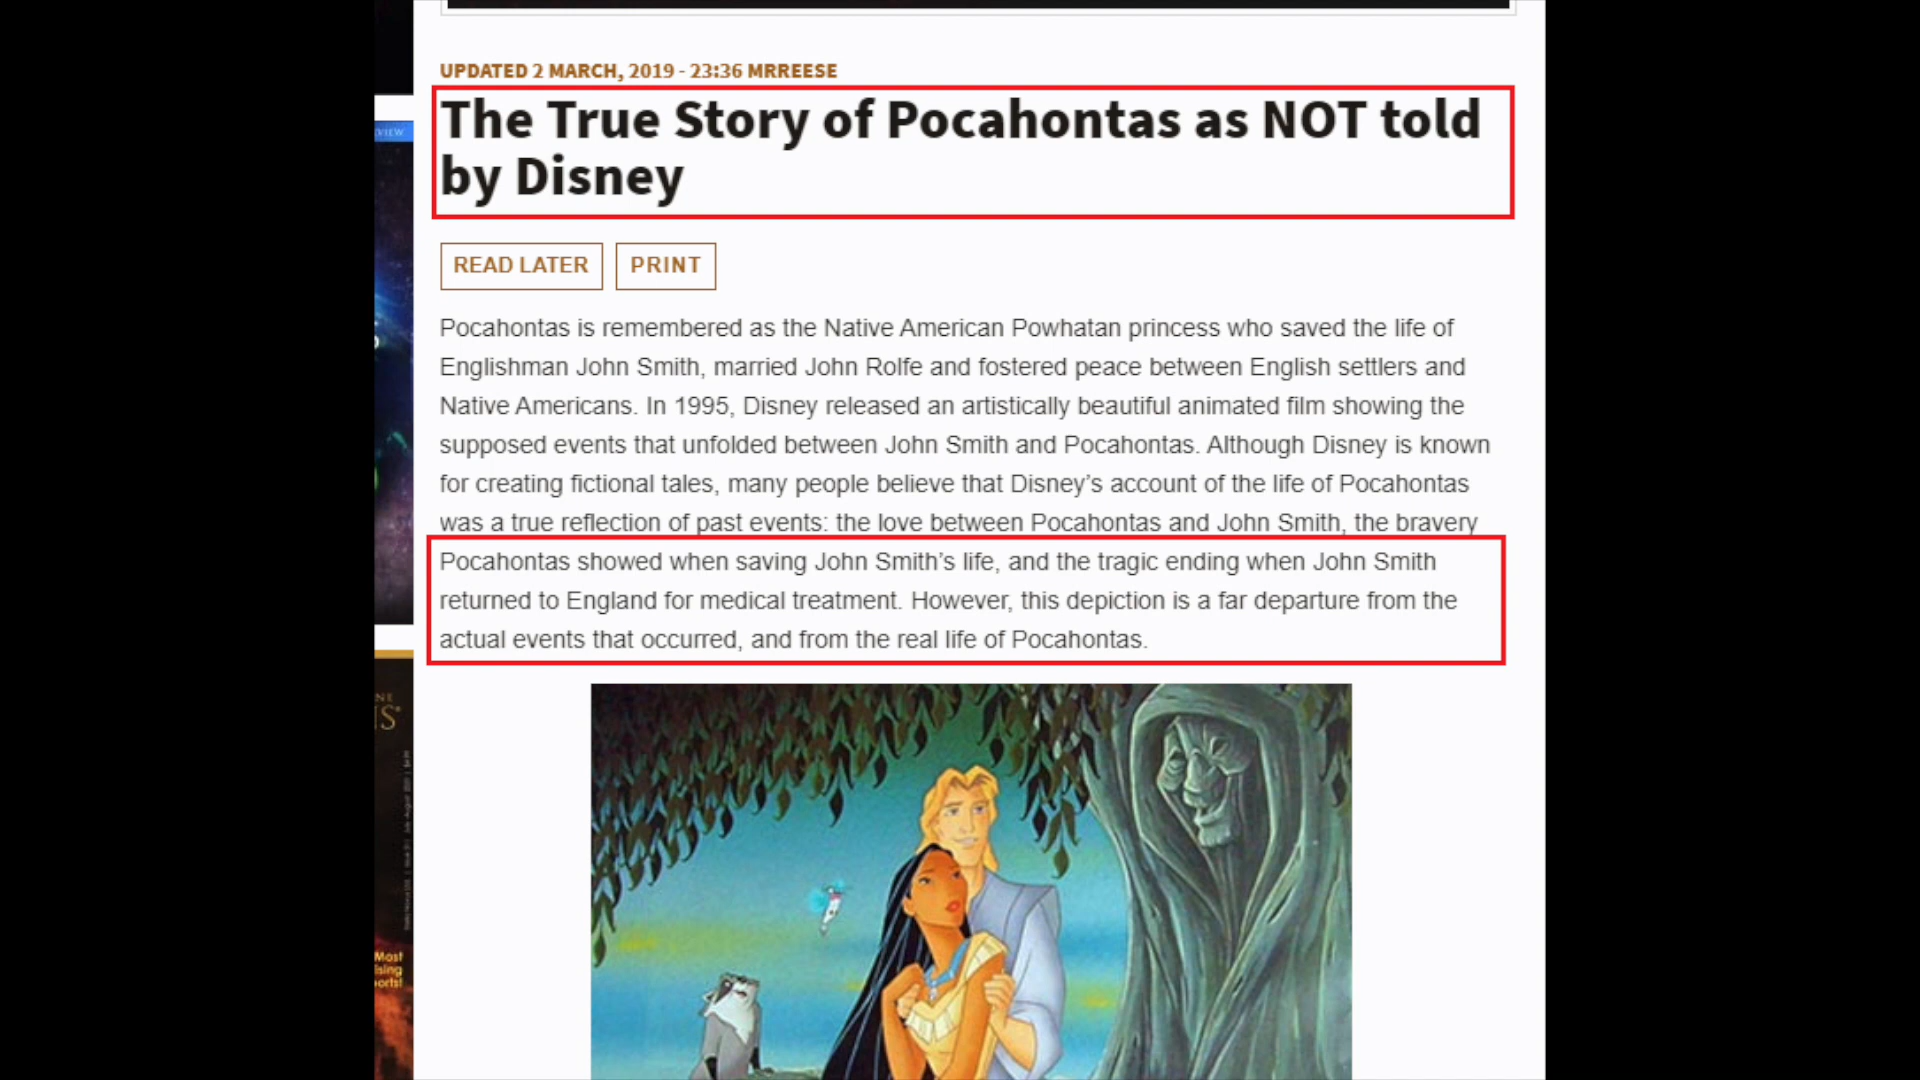 UPDATED 2 MARCH, 2019 - 23:36 MRREESE
The True Story of Pocahontas as NOT told
by Disney
READ LATER PRINT
Pocahontas is remembered as the Native American Powhatan princess who saved the life of
Englishman John Smith, married John Rolfe and fostered peace between English settlers and
Native Americans. In 1995, Disney released an artistically beautiful animated film showing the
supposed events that unfolded between John Smith and Pocahontas. Although Disney is known
for creating fictional tales, many people believe that Disney’s account of the life of Pocahontas
was a true reflection of past events: the love between Pocahontas and John Smith, the bravery
Pocahontas showed when saving John Smith’s life, and the tragic ending when John Smith
returned to England for medical treatment. However, this depiction is a far departure from the
actual events that occurred, and from the real life of Pocahontas.
VIEW
NE
NS
Most
ising
orts!